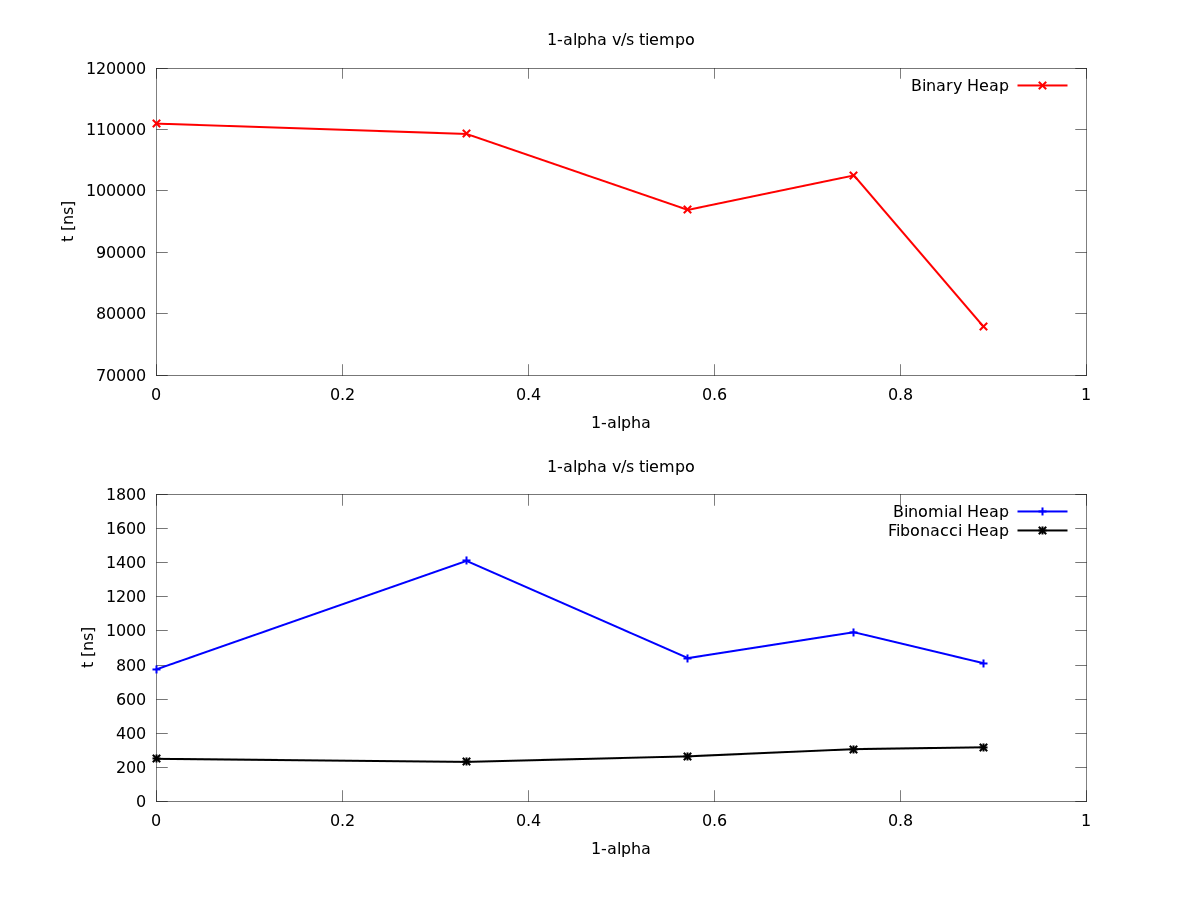 1-alpha v/s tiempo
120000
110000
100000
90000
80000
70000
t [ns]
Binary Heap
0 0.2 0.4 0.6 0.8 1
1-alpha
1-alpha v/s tiempo
1800
1600
1400
1200
1000
800
600
400
200
0
t [ns]
Binomial Heap
Fibonacci Heap
0 0.2 0.4 0.6 0.8 1
1-alpha